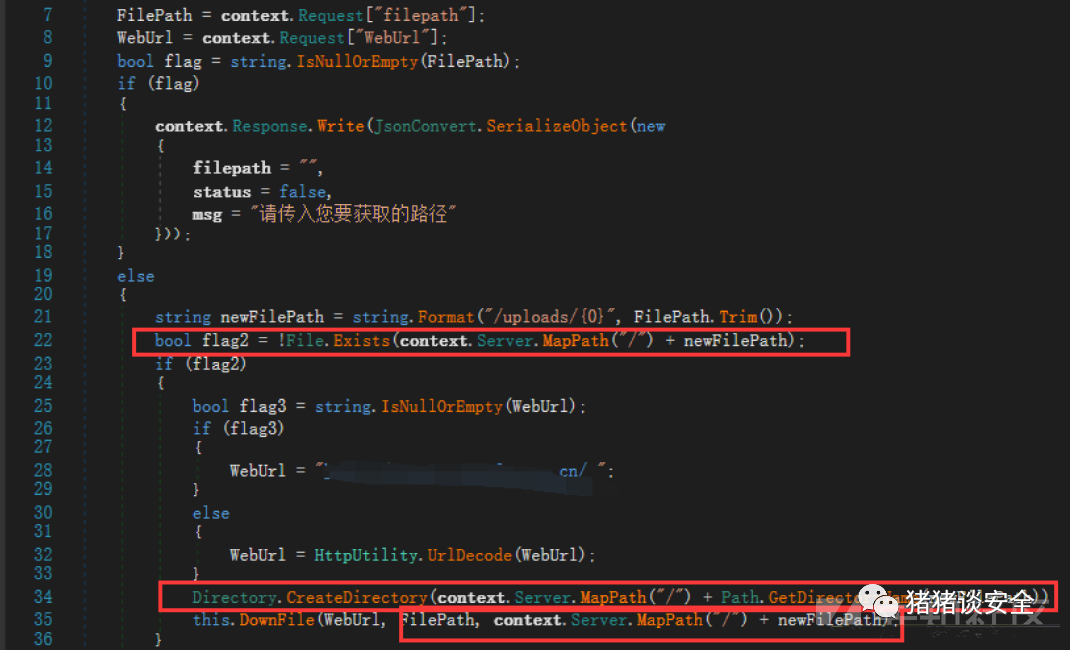 7 FilePath = context.Request["filepath"];
8 WebUrl = context.Request["WebUrl"];
9 bool flag = string.IsNullOrEmpty(FilePath);
10 if (flag)
11 {
12 context.Response.Write(JsonConvert.SerializeObject(new
13 {
14 filepath = "",
15 status = false,
16 msg = "请传入您要获取的路径"
17 }));
18 }
19 else
20 {
21 string newFilePath = string.Format("/uploads/{0}", FilePath.Trim());
22 bool flag2 = !File.Exists(context.Server.MapPath("/") + newFilePath);
23 if (flag2)
24 {
25 bool flag3 = string.IsNullOrEmpty(WebUrl);
26 if (flag3)
27 {
28 WebUrl = " cn/ ";
29 }
30 else
31 {
32 WebUrl = HttpUtility.UrlDecode(WebUrl);
33 }
34 Directory.CreateDirectory(context.Server.MapPath("/") + Path.GetDirect ))
35 this.DownFile(WebUrl, FilePath, context.Server.MapPath("/") + newFilePath);
36 }
猪猪谈安全